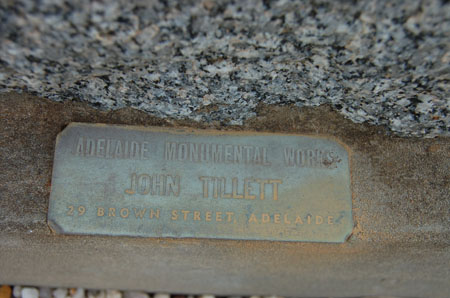 ADELAIDE MONUMENTAL WORKS
JOHN TILLETT
29 BROWN STREET, ADELAIDE